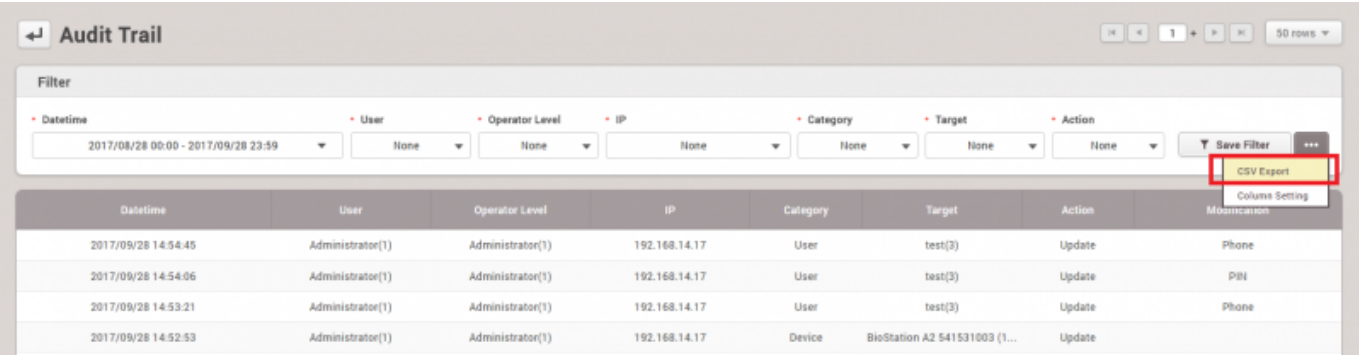 Audit Trail
1 + 50 rows
Filter
* Datetime * User * Operator Level * IP * Category * Target * Action
2017/08/28 00:00 - 2017/09/28 23:59 None None None None None None Save Filter ...
CSV Export
Column Setting
Datetime User Operator Level IP Category Target Action Modification
2017/09/28 14:54:45 Administrator(1) Administrator(1) 192.168.14.17 User test(3) Update Phone
2017/09/28 14:54:06 Administrator(1) Administrator(1) 192.168.14.17 User test(3) Update PIN
2017/09/28 14:53:21 Administrator(1) Administrator(1) 192.168.14.17 User test(3) Update Phone
2017/09/28 14:52:53 Administrator(1) Administrator(1) 192.168.14.17 Device BioStation A2 541531003 (1... Update